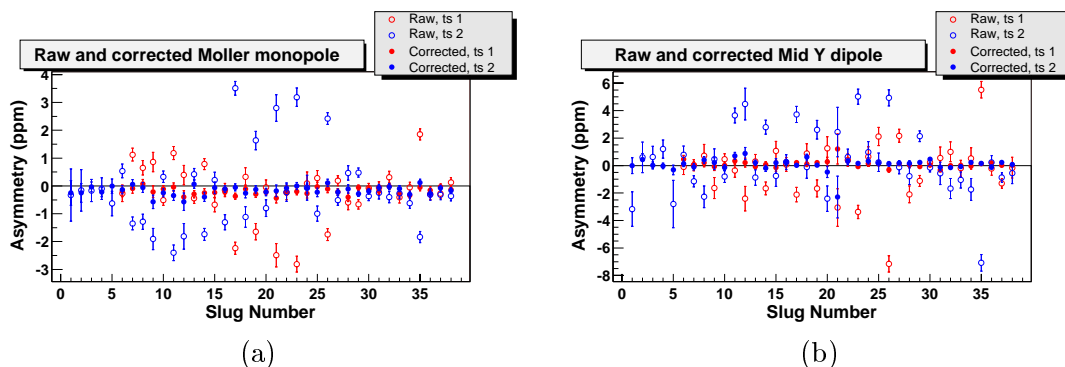 Raw and corrected Moller monopole
Raw, ts 1
Raw, ts 2
Corrected, ts 1
Corrected, ts 2
Asymmetry (ppm)
4
3
2
1
0
-1
-2
-3
0 5 10 15 20 25 30 35
Slug Number
(a)
Raw and corrected Mid Y dipole
Raw, ts 1
Raw, ts 2
Corrected, ts 1
Corrected, ts 2
Asymmetry (ppm)
6
4
2
0
-2
-4
-6
-8
0 5 10 15 20 25 30 35
Slug Number
(b)